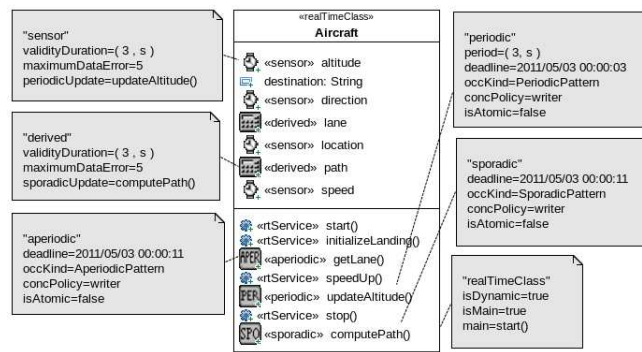 "sensor"
validityDuration=( 3 , s )
maximumDataError=5
periodicUpdate=updateAltitude()
"derived"
validityDuration=( 3 , s )
maximumDataError=5
sporadicUpdate=computePath()
"aperiodic"
deadline=2011/05/03 00:00:11
occKind=AperiodicPattern
concPolicy=writer
isAtomic=false
«realTimeClass»
Aircraft
«sensor» altitude
destination: String
«sensor» direction
«derived» lane
«sensor» location
«derived» path
«sensor» speed
«rtService» start()
«rtService» initializeLanding()
APER «aperiodic» getLane()
«rtService» speedUp()
PER «periodic» updateAltitude()
«rtService» stop()
SPO «sporadic» computePath()
"periodic"
period=( 3, s )
deadline=2011/05/03 00:00:03
occKind=PeriodicPattern
concPolicy=writer
isAtomic=false
"sporadic"
deadline=2011/05/03 00:00:11
occKind=SporadicPattern
concPolicy=writer
isAtomic=false
"realTimeClass"
isDynamic=true
isMain=true
main=start()